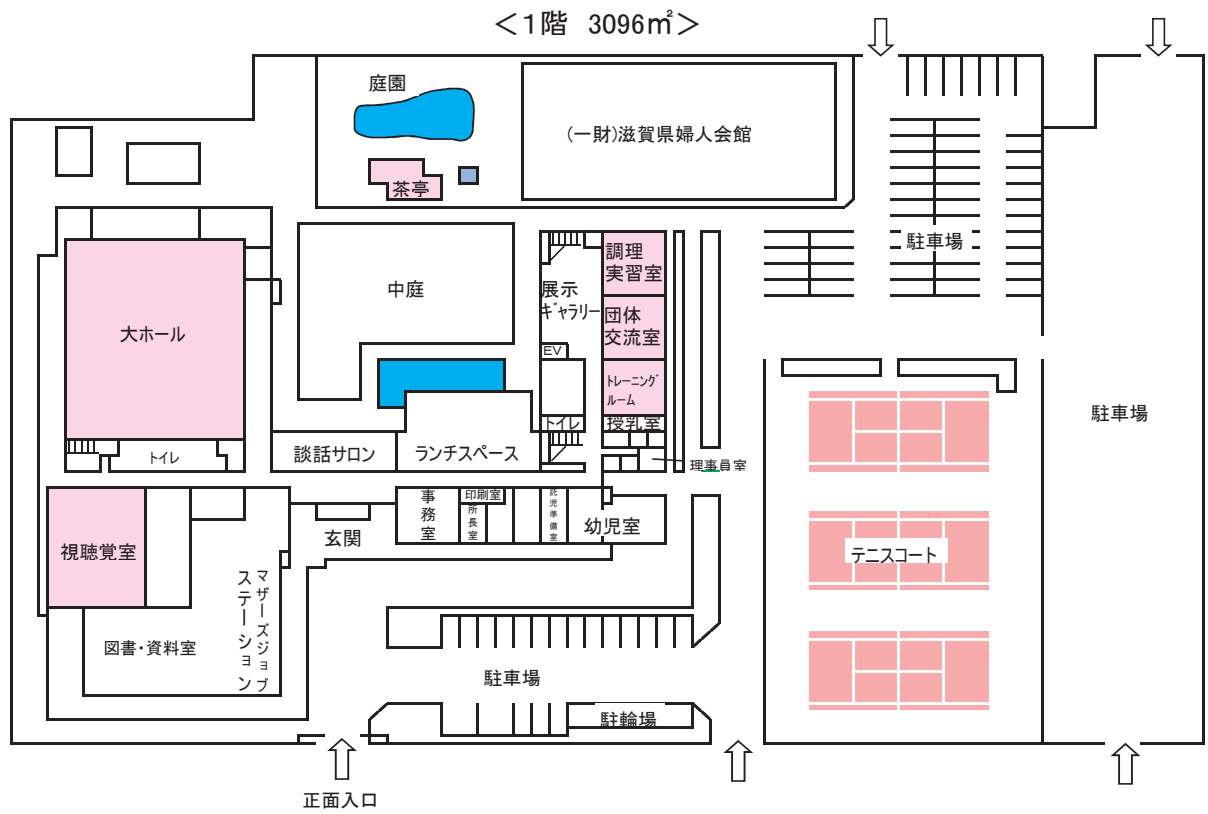 ＜１階 3096㎡＞
庭園
(一財)滋賀県婦人会館
茶亭
駐車場
調理
実習室
中庭
展示
ギャラリー
団体
交流室
大ホール
EV
トレーニング
ルーム
駐車場
トイレ
授乳室
トイレ
談話サロン
ランチスペース
理事員室
事務室
印刷室
所長室
託児準備室
幼児室
玄関
視聴覚室
テニスコート
マザーズジョブ
ステーション
図書・資料室
駐車場
駐輪場
正面入口